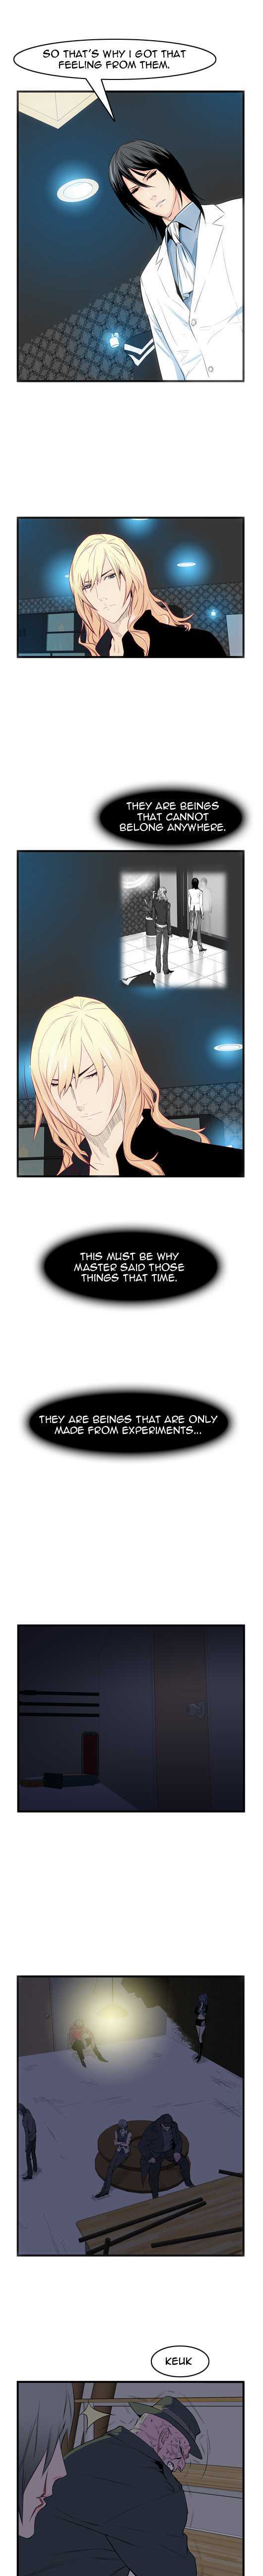 SO THAT'S WHY I GOT THAT
FEELING FROM THEM.
THEY ARE BEINGS
THAT CANNOT
BELONG ANYWHERE.
THIS MUST BE WHY
MASTER SAID THOSE
THINGS THAT TIME.
THEY ARE BEINGS THAT ARE ONLY
MADE FROM EXPERIMENTS...
KEUK